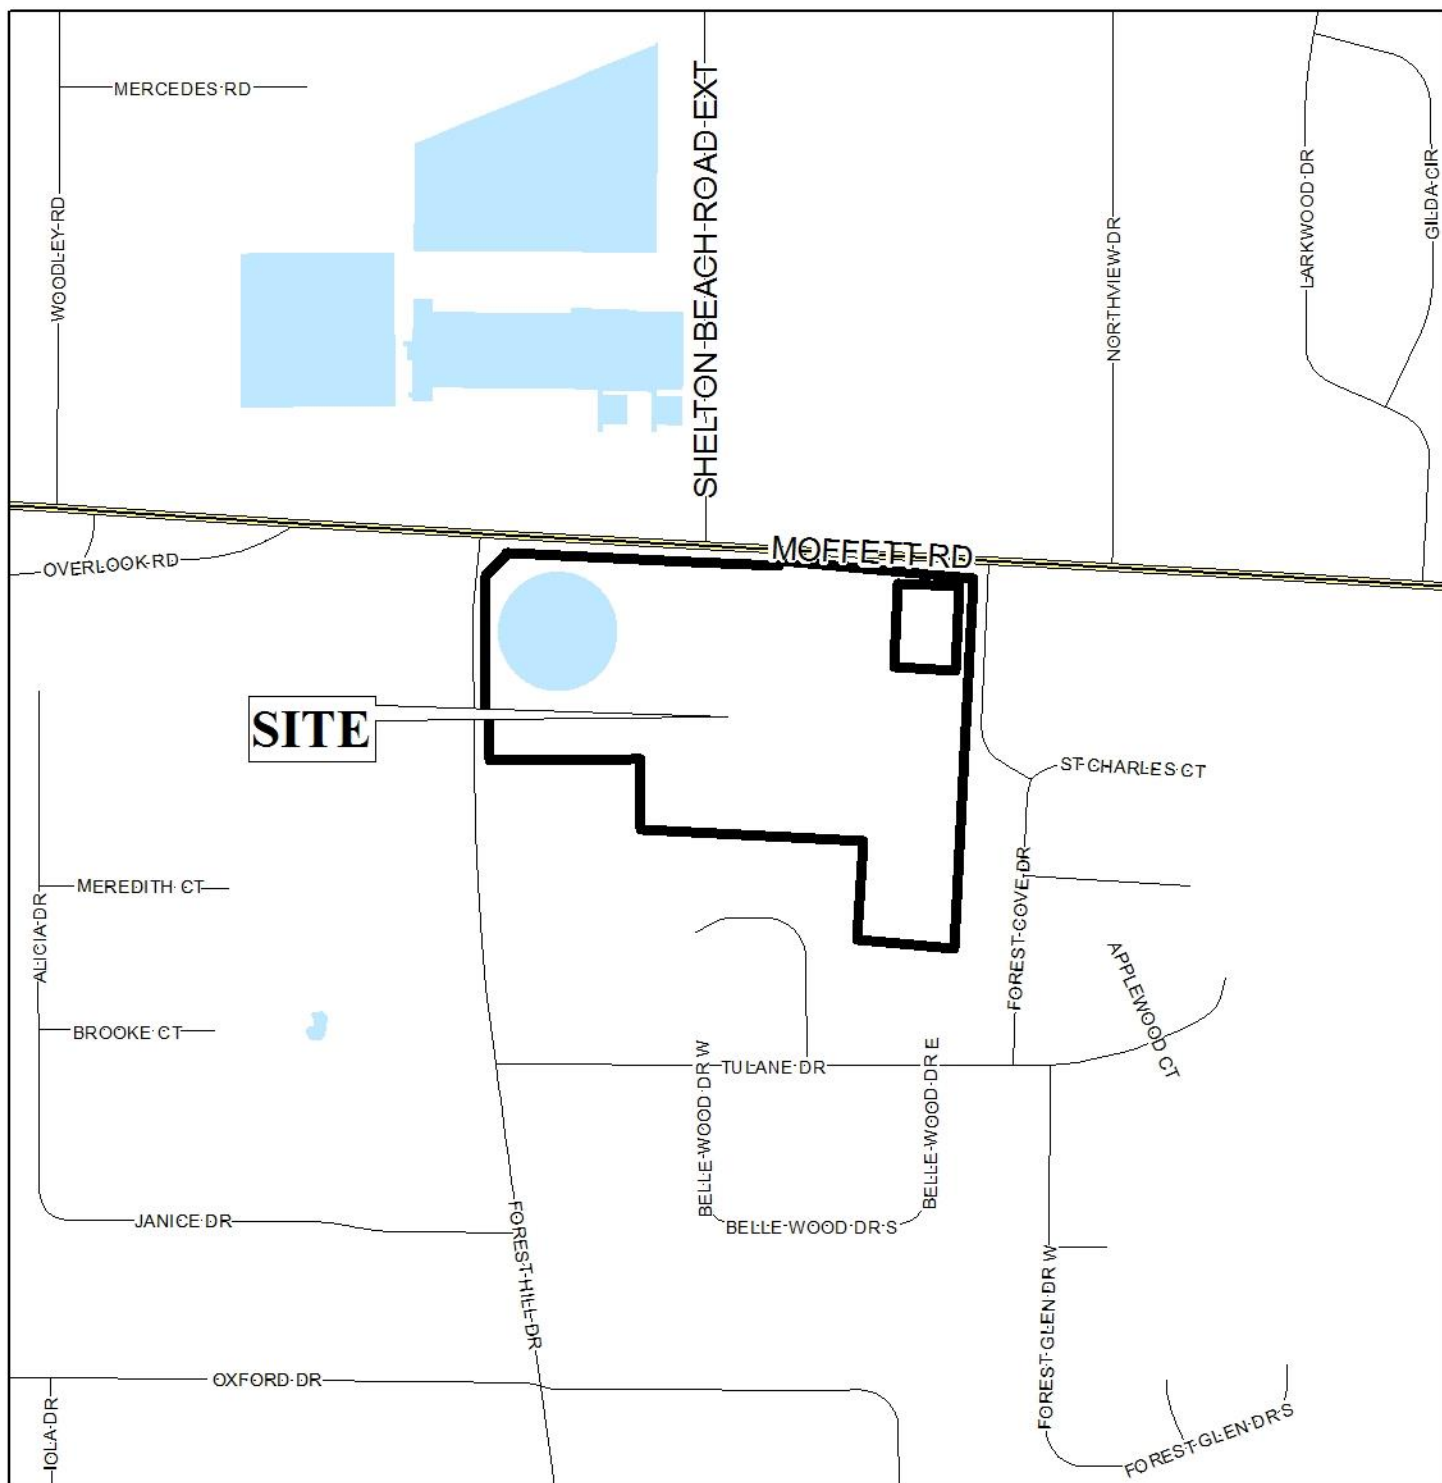 MERCEDES RD
SHELTON BEACH ROAD EXT
WOODLEY RD
NORTHVIEW DR
LARKWOOD DR
GILDA CIR
MOFFETT RD
OVERLOOK RD
SITE
ST CHARLES CT
MEREDITH CT
ALICIA DR
FOREST COVE DR
APPLEWOOD CT
BROOKE CT
TULANE DR
BELLE WOOD DR W
BELLE WOOD DR E
JANICE DR
BELLE WOOD DR S
FOREST HILL DR
FOREST GLEN DR W
OXFORD DR
IOLA DR
FOREST GLEN DR S